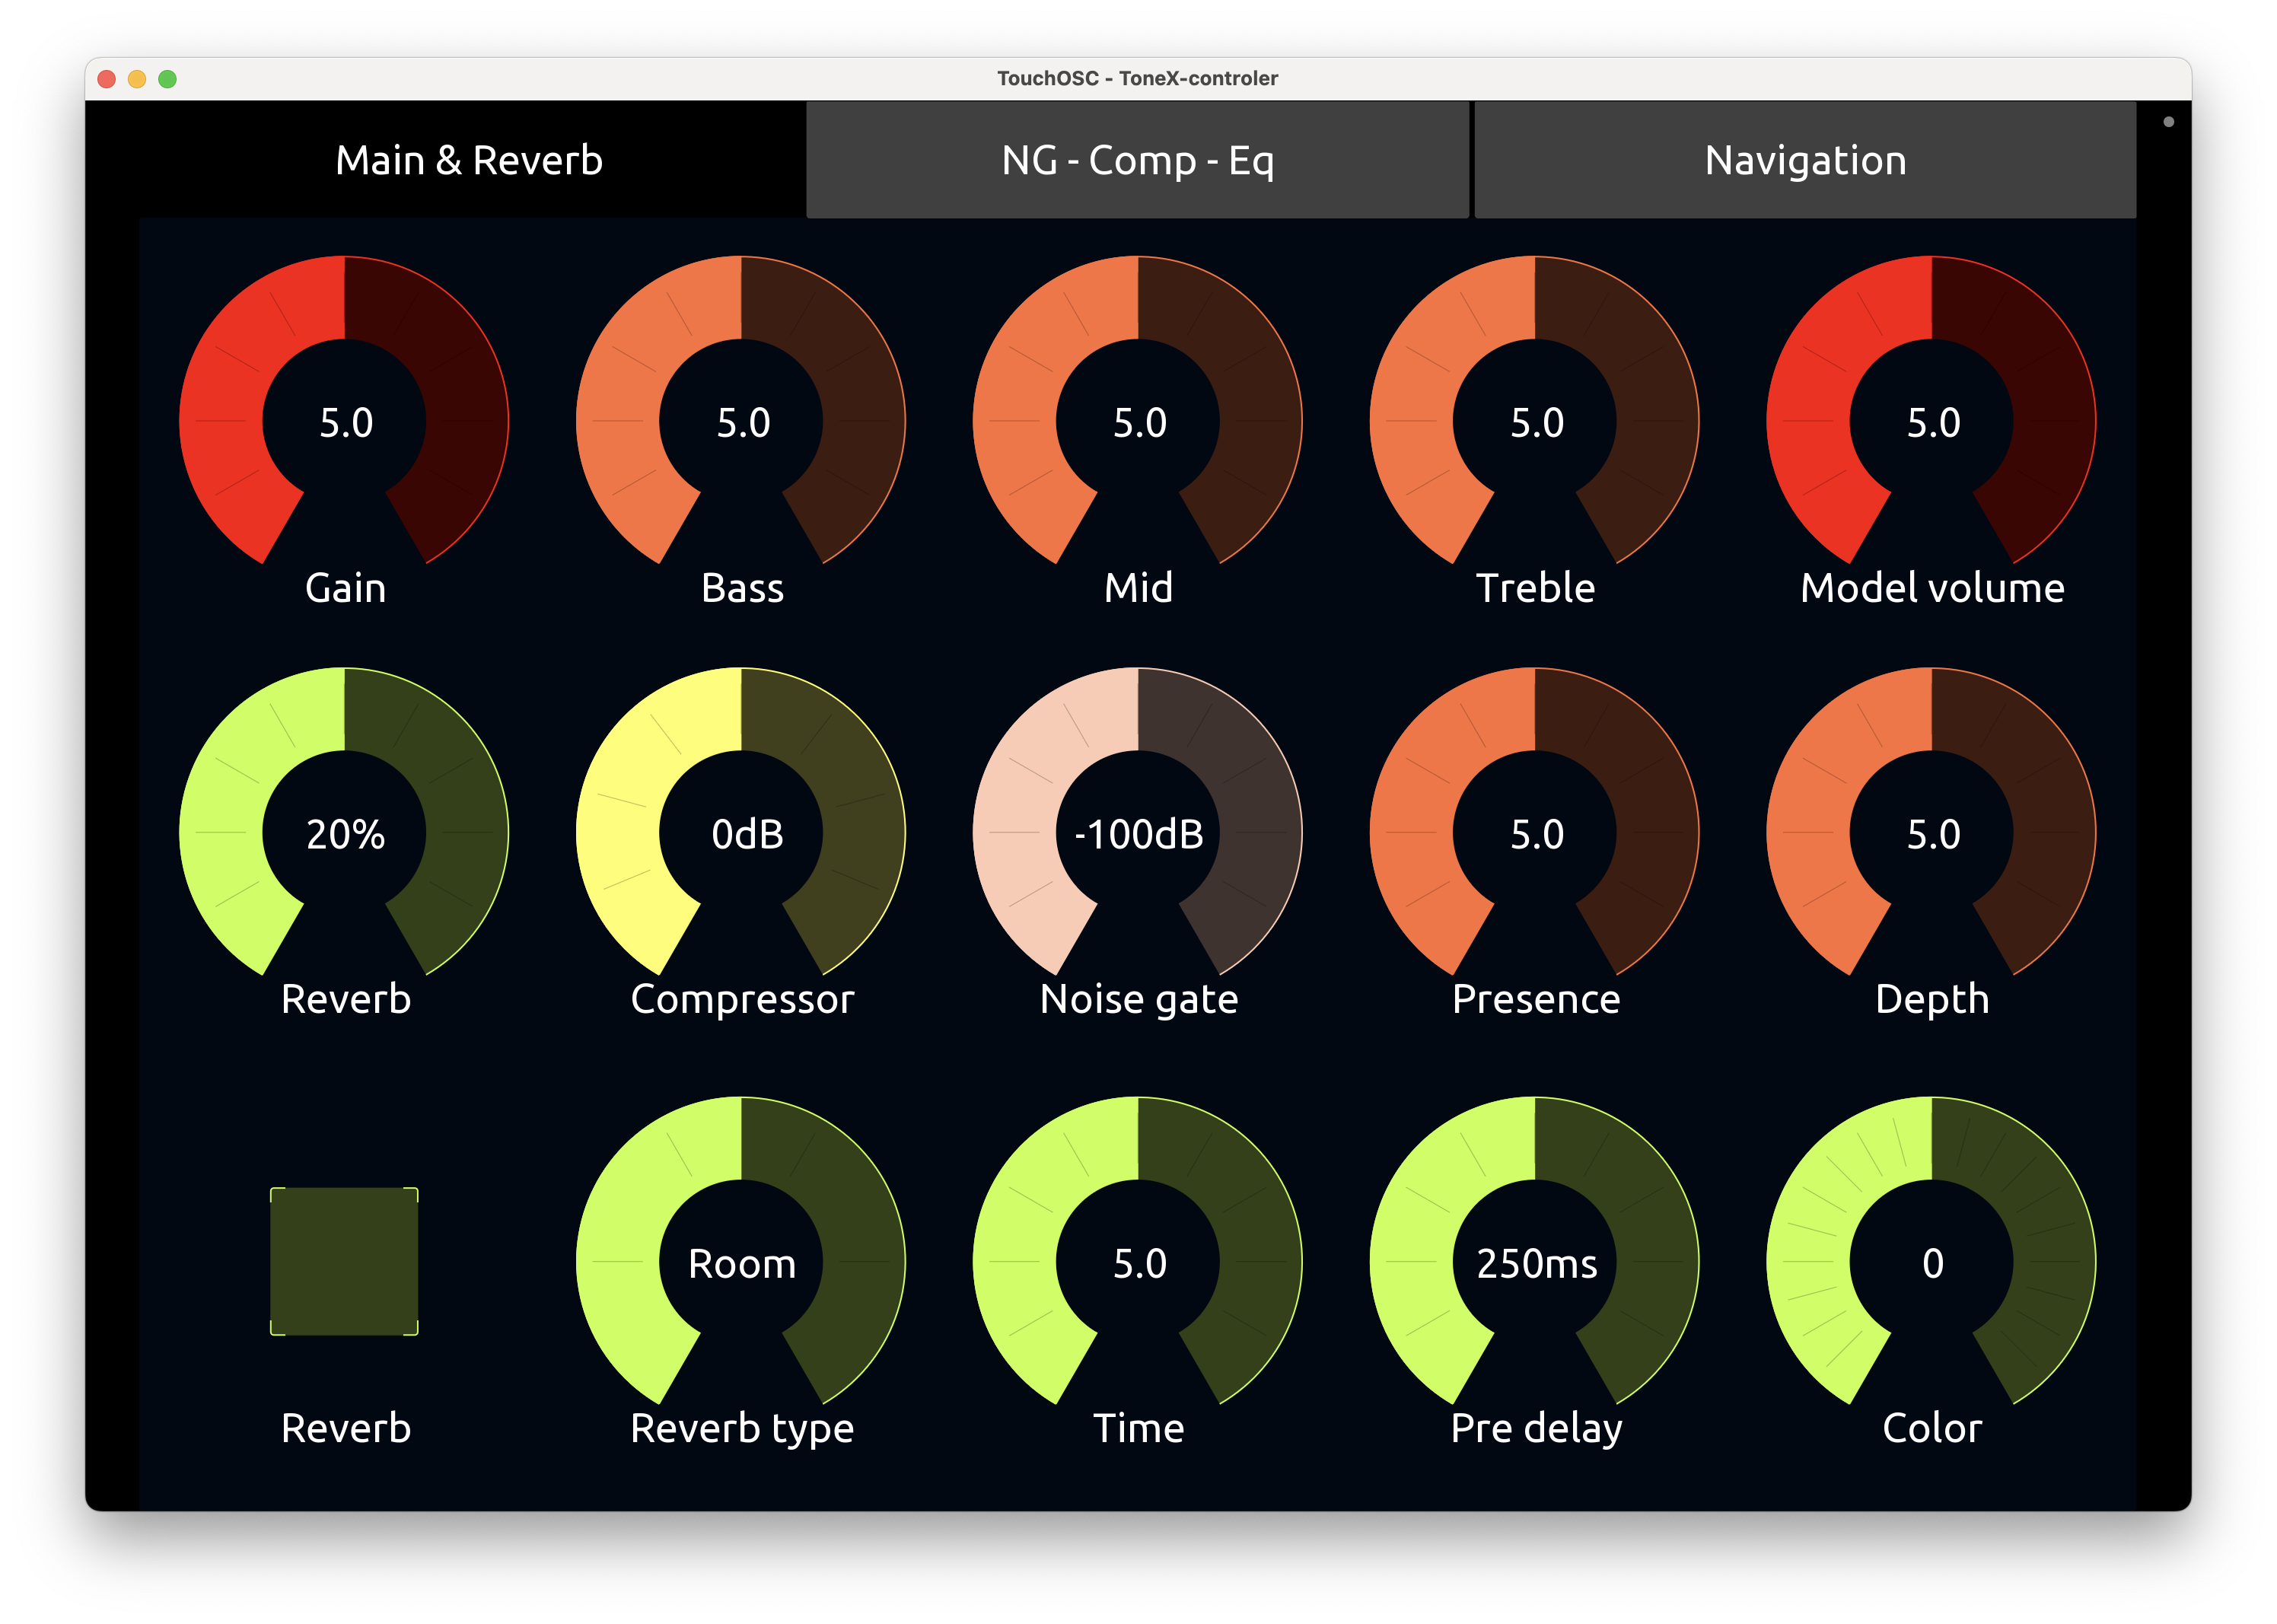 TouchOSC - ToneX-controler
Main & Reverb
NG - Comp - Eq
Navigation
5.0
5.0
5.0
5.0
5.0
Gain
Bass
Mid
Treble
Model volume
20%
0dB
-100dB
5.0
5.0
Reverb
Compressor
Noise gate
Presence
Depth
Room
5.0
250ms
0
Reverb
Reverb type
Time
Pre delay
Color